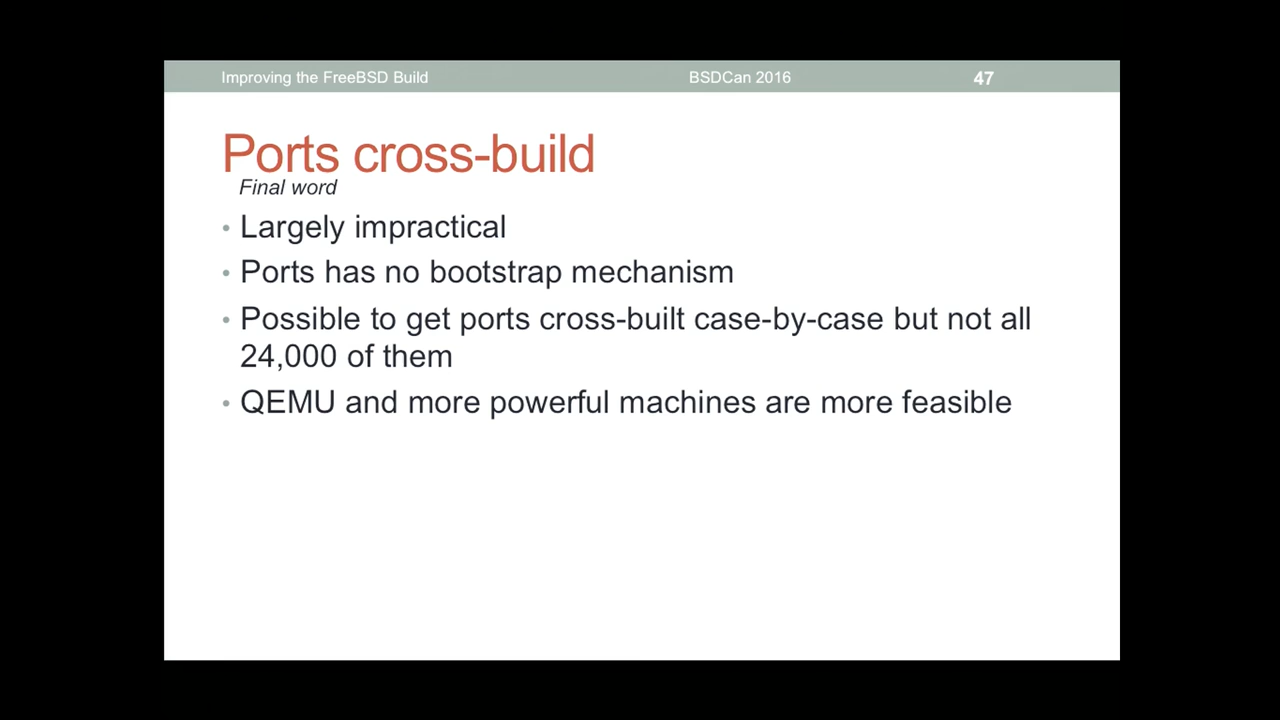 Improving the FreeBSD Build BSDCan 2016 47
Ports cross-build
Final word
• Largely impractical
• Ports has no bootstrap mechanism
• Possible to get ports cross-built case-by-case but not all
24,000 of them
• QEMU and more powerful machines are more feasible